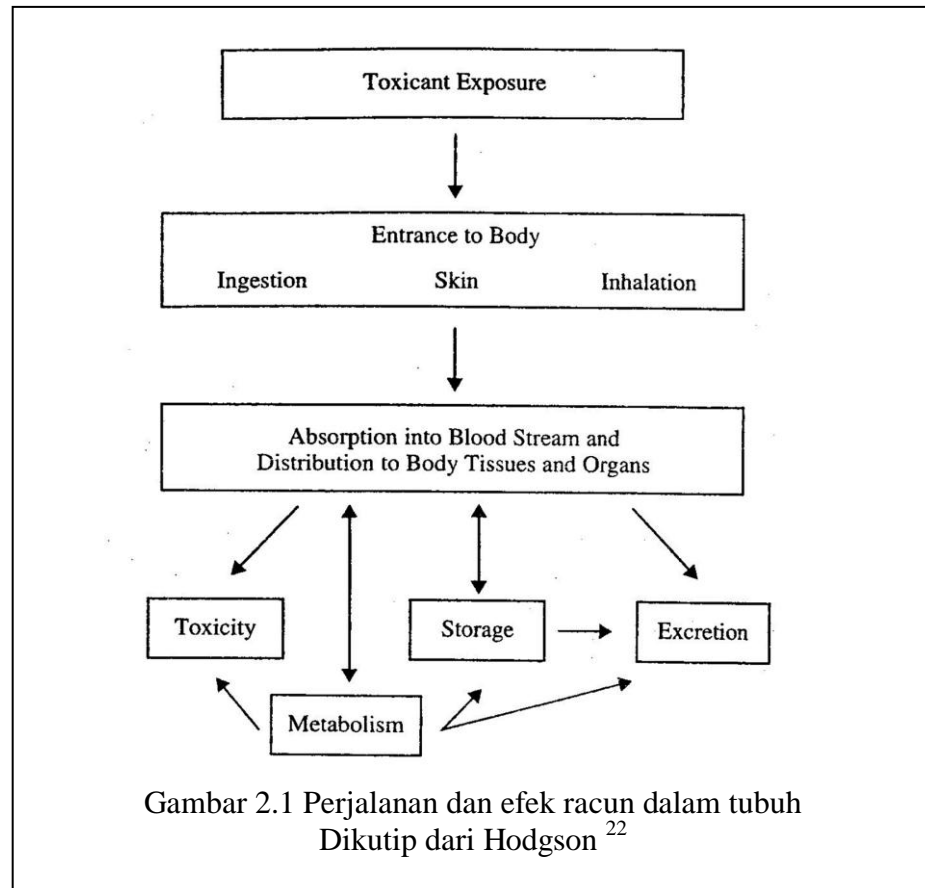 Toxicant Exposure
Entrance to Body
Ingestion Skin Inhalation
Absorption into Blood Stream and
Distribution to Body Tissues and Organs
Toxicity
Storage
Excretion
Metabolism
Gambar 2.1 Perjalanan dan efek racun dalam tubuh
Dikutip dari Hodgson 22